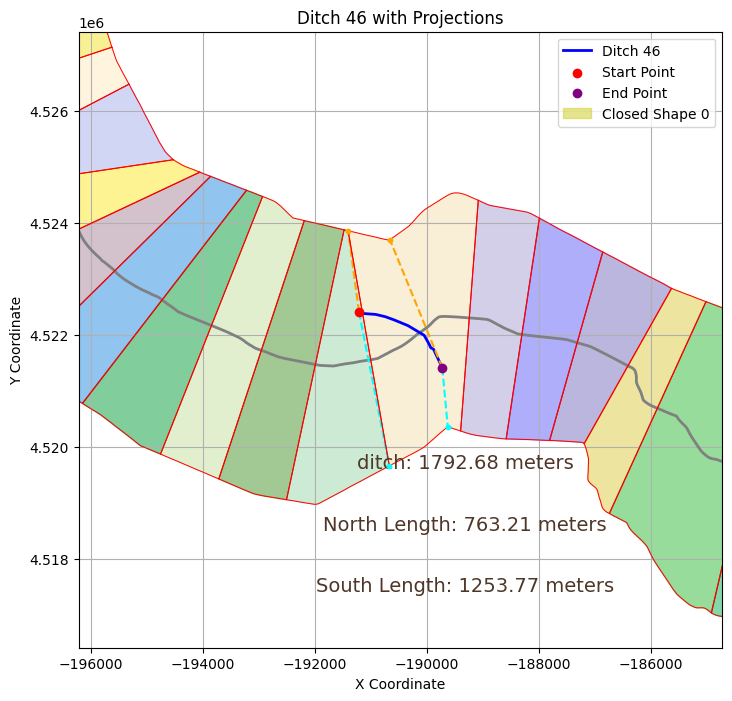 Ditch 46 with Projections
1e6
Ditch 46
Start Point
End Point
Closed Shape 0
4.526
4.524
4.522
4.520
4.518
Y Coordinate
ditch: 1792.68 meters
North Length: 763.21 meters
South Length: 1253.77 meters
−196000 −194000 −192000 −190000 −188000 −186000
X Coordinate